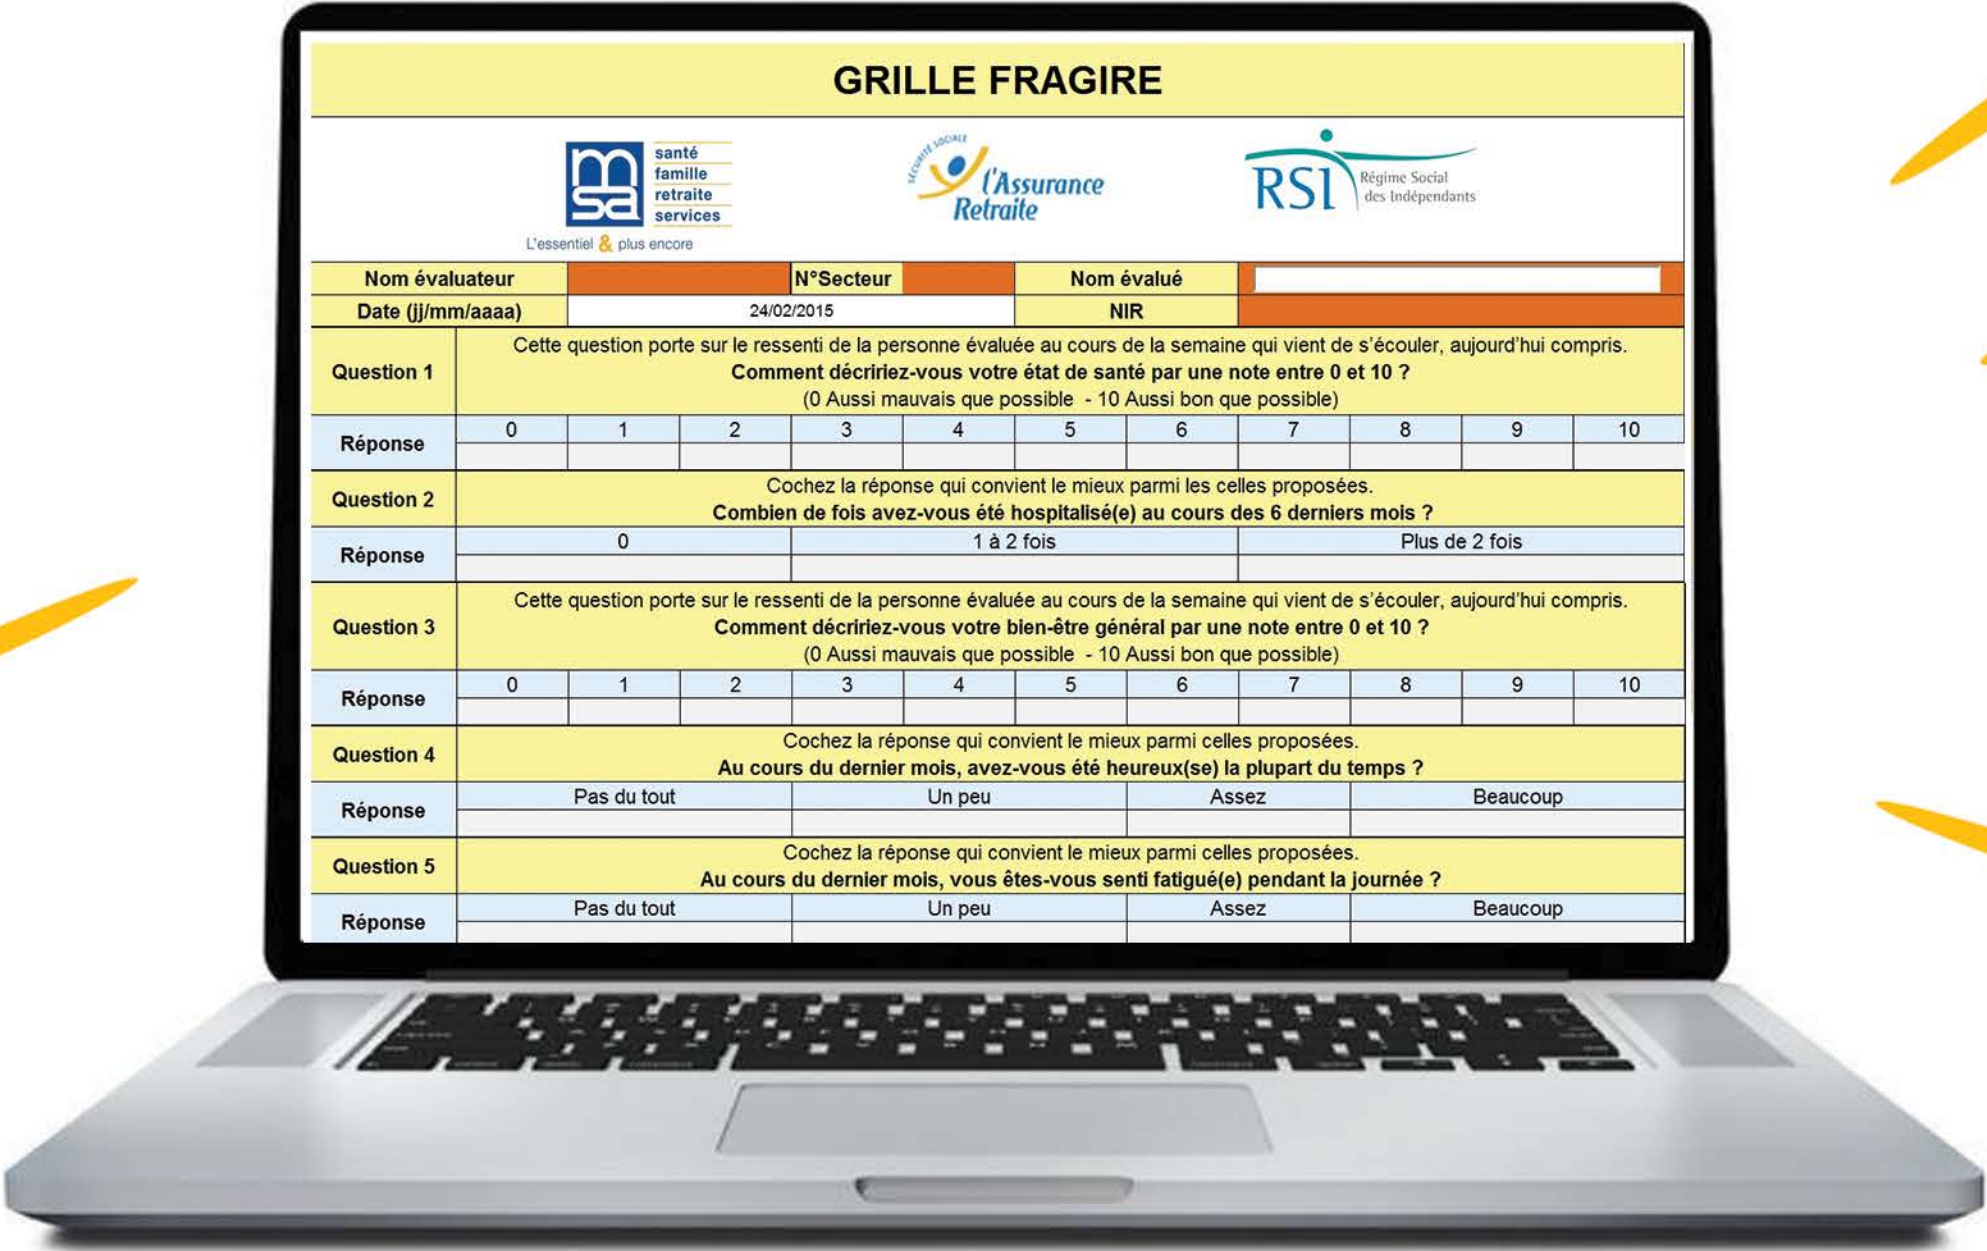 GRILLE FRAGIRE
msa
santé
famille
retraite
services
L'essentiel & plus encore
SÉCURITÉ SOCIALE
l'Assurance
Retraite
RSI
Régime Social
des Indépendants
Nom évaluateur N°Secteur Nom évalué
Date (jj/mm/aaaa) 24/02/2015 NIR
Question 1
Cette question porte sur le ressenti de la personne évaluée au cours de la semaine qui vient de s'écouler, aujourd'hui compris.
Comment décririez-vous votre état de santé par une note entre 0 et 10 ?
(0 Aussi mauvais que possible - 10 Aussi bon que possible)
Réponse 0 1 2 3 4 5 6 7 8 9 10
Question 2
Cochez la réponse qui convient le mieux parmi les celles proposées.
Combien de fois avez-vous été hospitalisé(e) au cours des 6 derniers mois ?
Réponse 0 1 à 2 fois Plus de 2 fois
Question 3
Cette question porte sur le ressenti de la personne évaluée au cours de la semaine qui vient de s'écouler, aujourd'hui compris.
Comment décririez-vous votre bien-être général par une note entre 0 et 10 ?
(0 Aussi mauvais que possible - 10 Aussi bon que possible)
Réponse 0 1 2 3 4 5 6 7 8 9 10
Question 4
Cochez la réponse qui convient le mieux parmi celles proposées.
Au cours du dernier mois, avez-vous été heureux(se) la plupart du temps ?
Réponse Pas du tout Un peu Assez Beaucoup
Question 5
Cochez la réponse qui convient le mieux parmi celles proposées.
Au cours du dernier mois, vous êtes-vous senti fatigué(e) pendant la journée ?
Réponse Pas du tout Un peu Assez Beaucoup